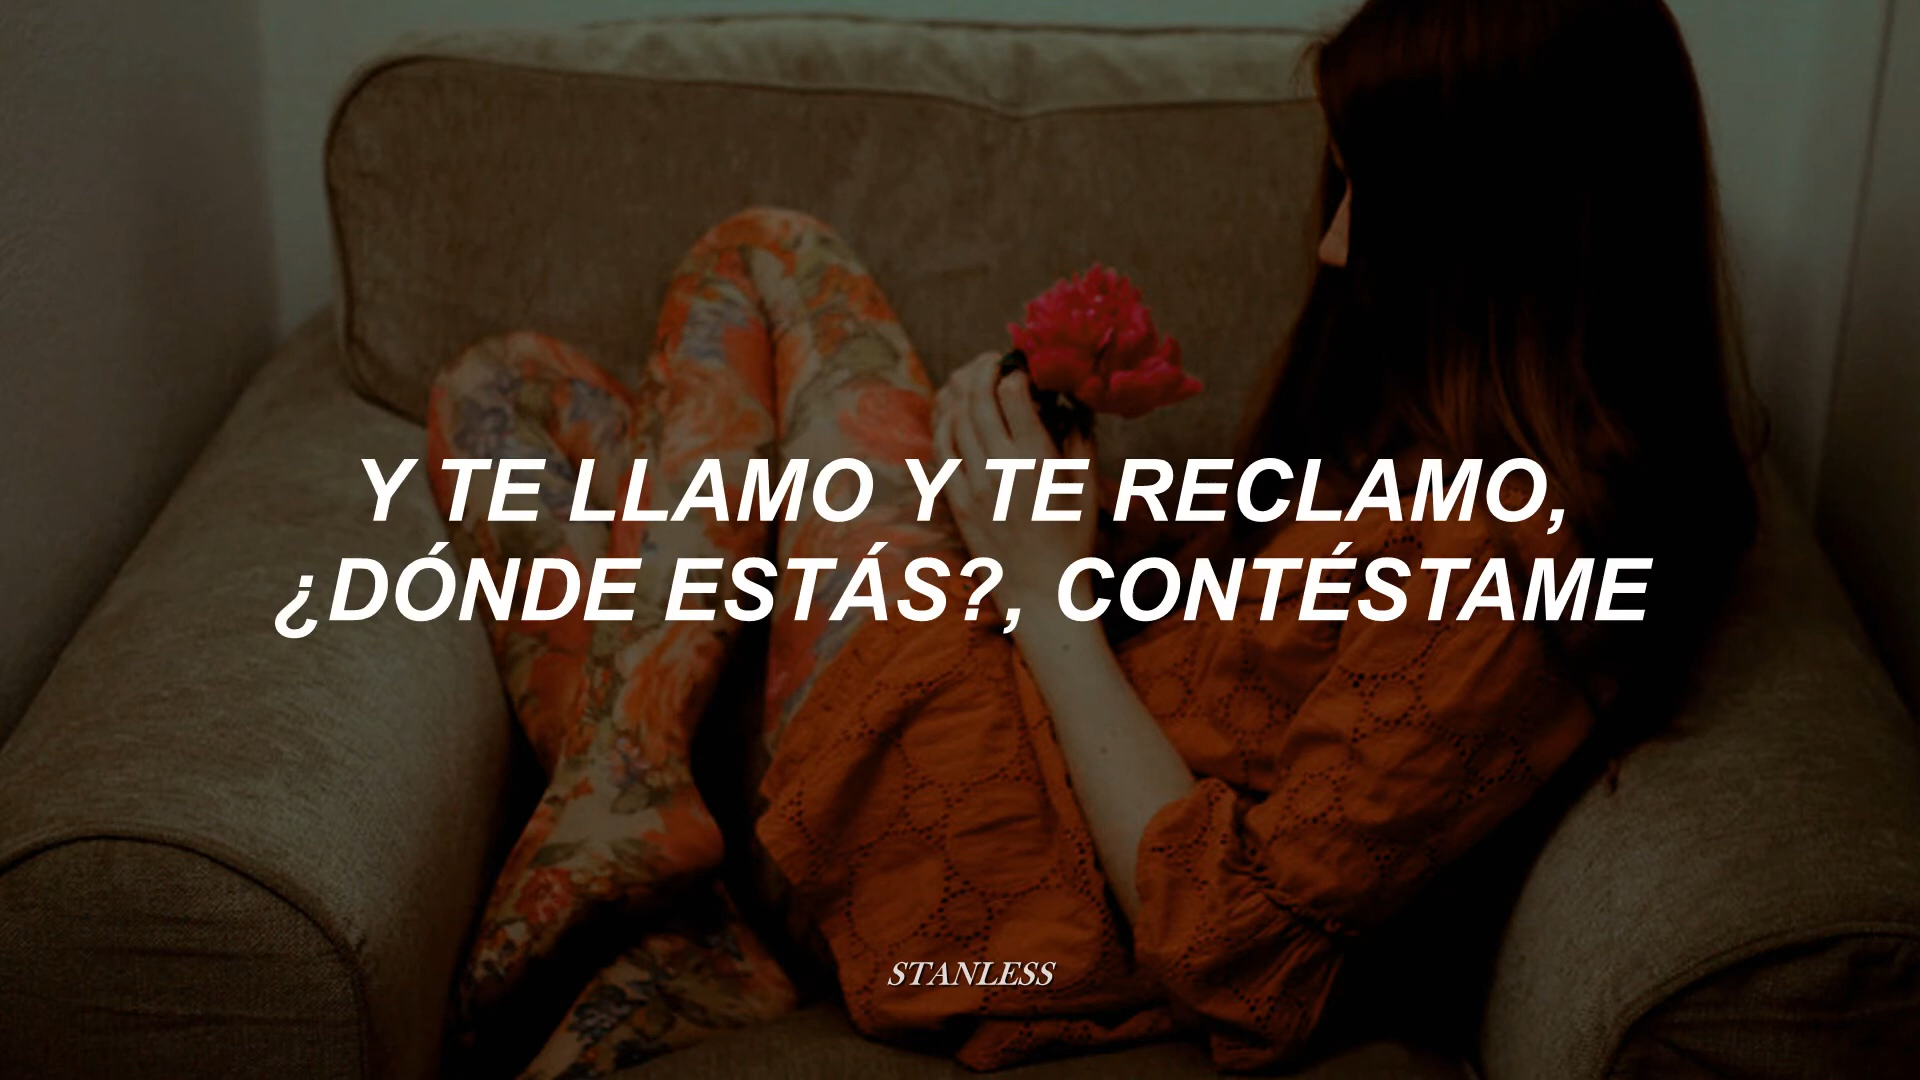 Y TE LLAMO Y TE RECLAMO,
¿DÓNDE ESTÁS?, CONTÉSTAME
STANLESS